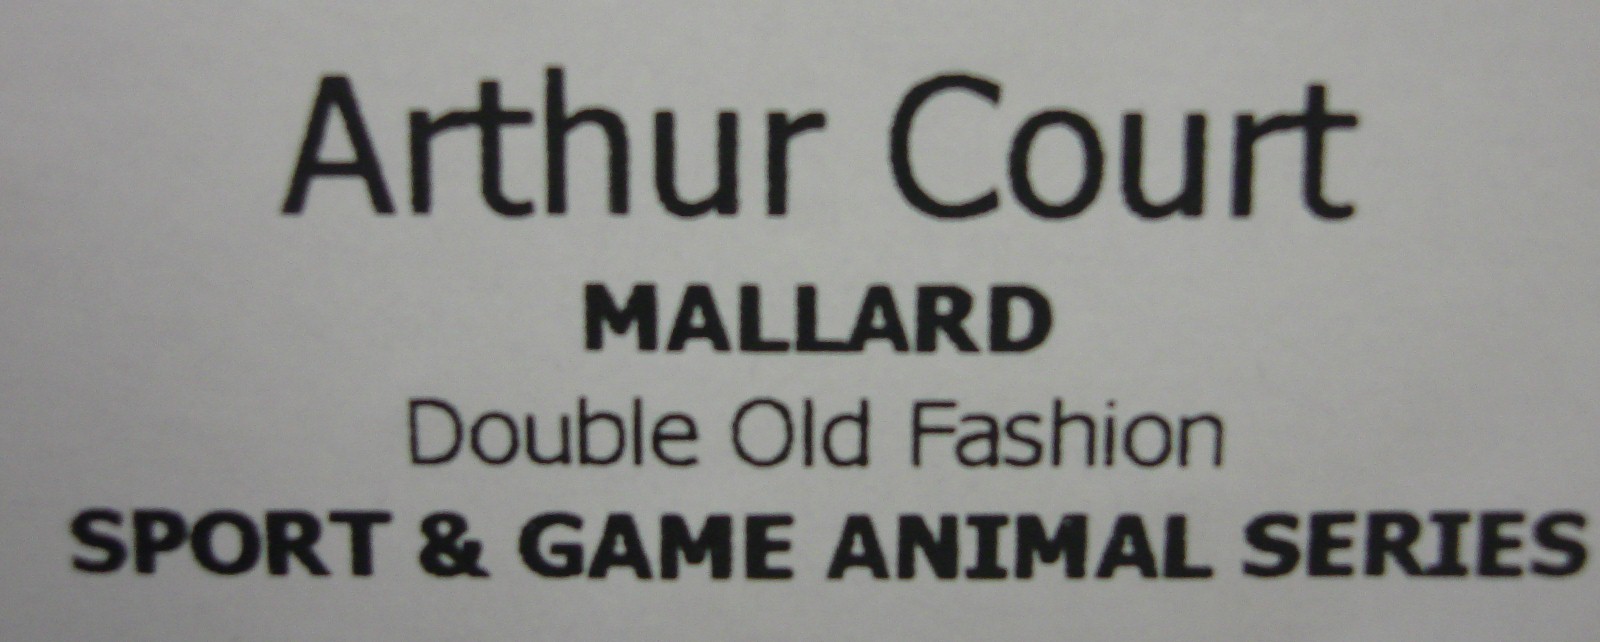 Arthur Court
MALLARD
Double Old Fashion
SPORT & GAME ANIMAL SERIES